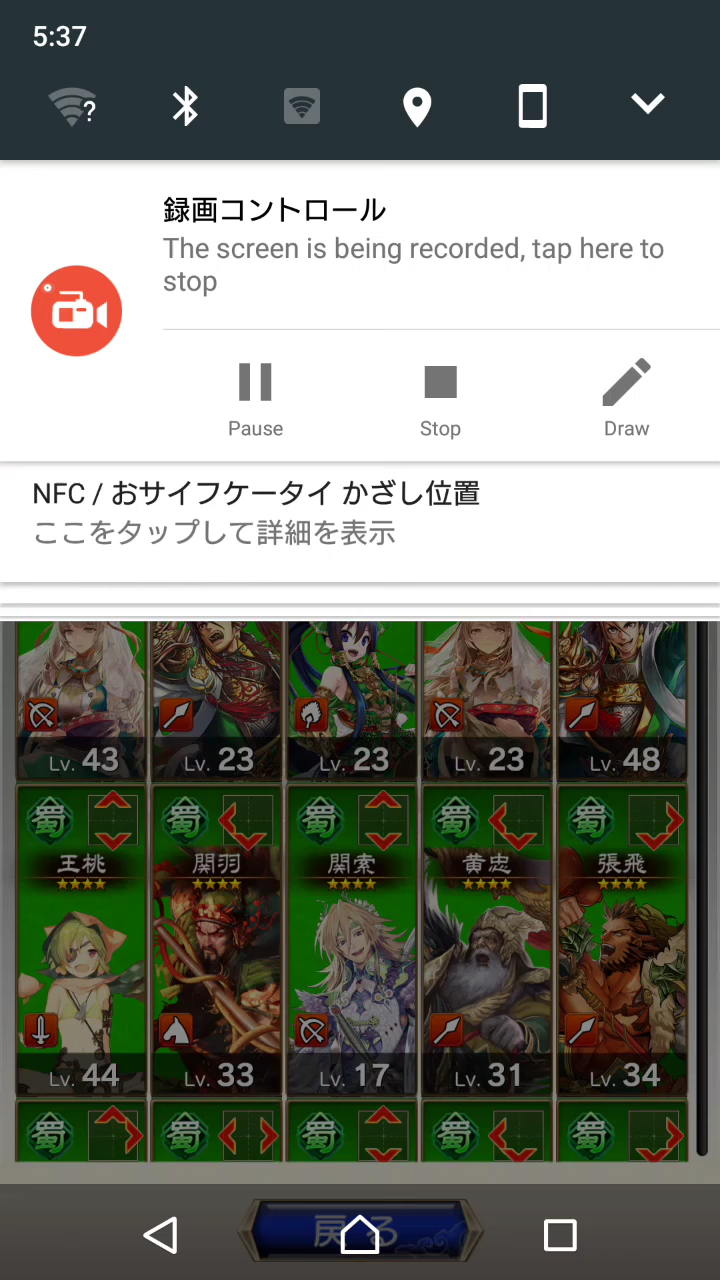 5:37
?
録画コントロール
The screen is being recorded, tap here to
stop
Pause Stop Draw
NFC / おサイフケータイ かざし位置
ここをタップして詳細を表示
Lv. 43 Lv. 23 Lv. 23 Lv. 23 Lv. 48
蜀 蜀 蜀 蜀 蜀
王桃 関羽 関索 黄忠 張飛
Lv. 44 Lv. 33 Lv. 17 Lv. 31 Lv. 34
蜀 蜀 蜀 蜀 蜀
戻る